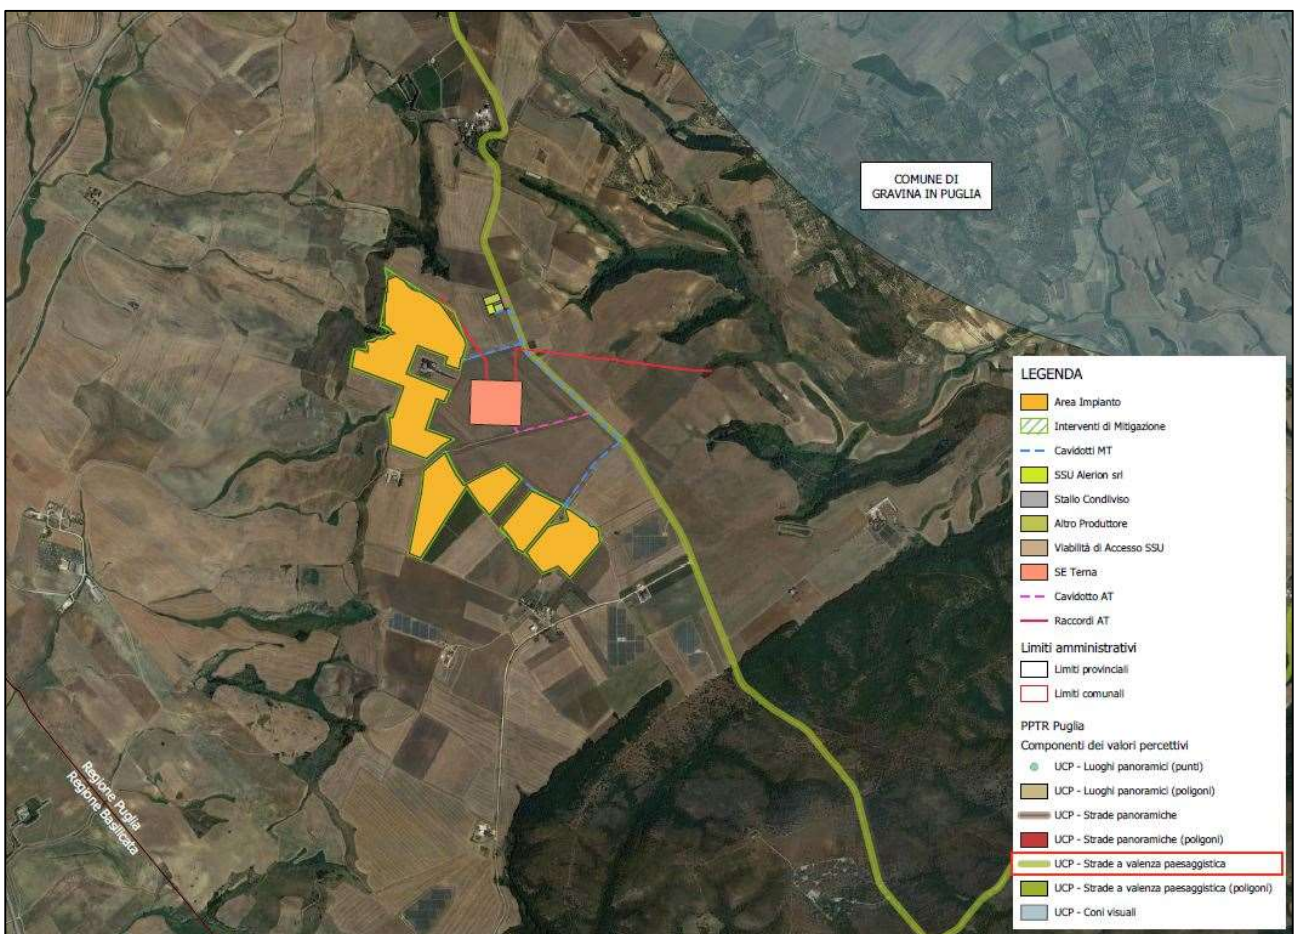 COMUNE DI
GRAVINA IN PUGLIA
Regione Puglia
Regione Basilicata
LEGENDA
Area Impianto
Interventi di Mitigazione
Cavidotti MT
SSU Alerion srl
Stallo Condiviso
Altro Produttore
Viabilità di Accesso SSU
SE Terna
Cavidotto AT
Raccordi AT
Limiti amministrativi
Limiti provinciali
Limiti comunali
PPTR Puglia
Componenti dei valori percettivi
UCP - Luoghi panoramici (punti)
UCP - Luoghi panoramici (poligoni)
UCP - Strade panoramiche
UCP - Strade panoramiche (poligoni)
UCP - Strade a valenza paesaggistica
UCP - Strade a valenza paesaggistica (poligoni)
UCP - Coni visuali